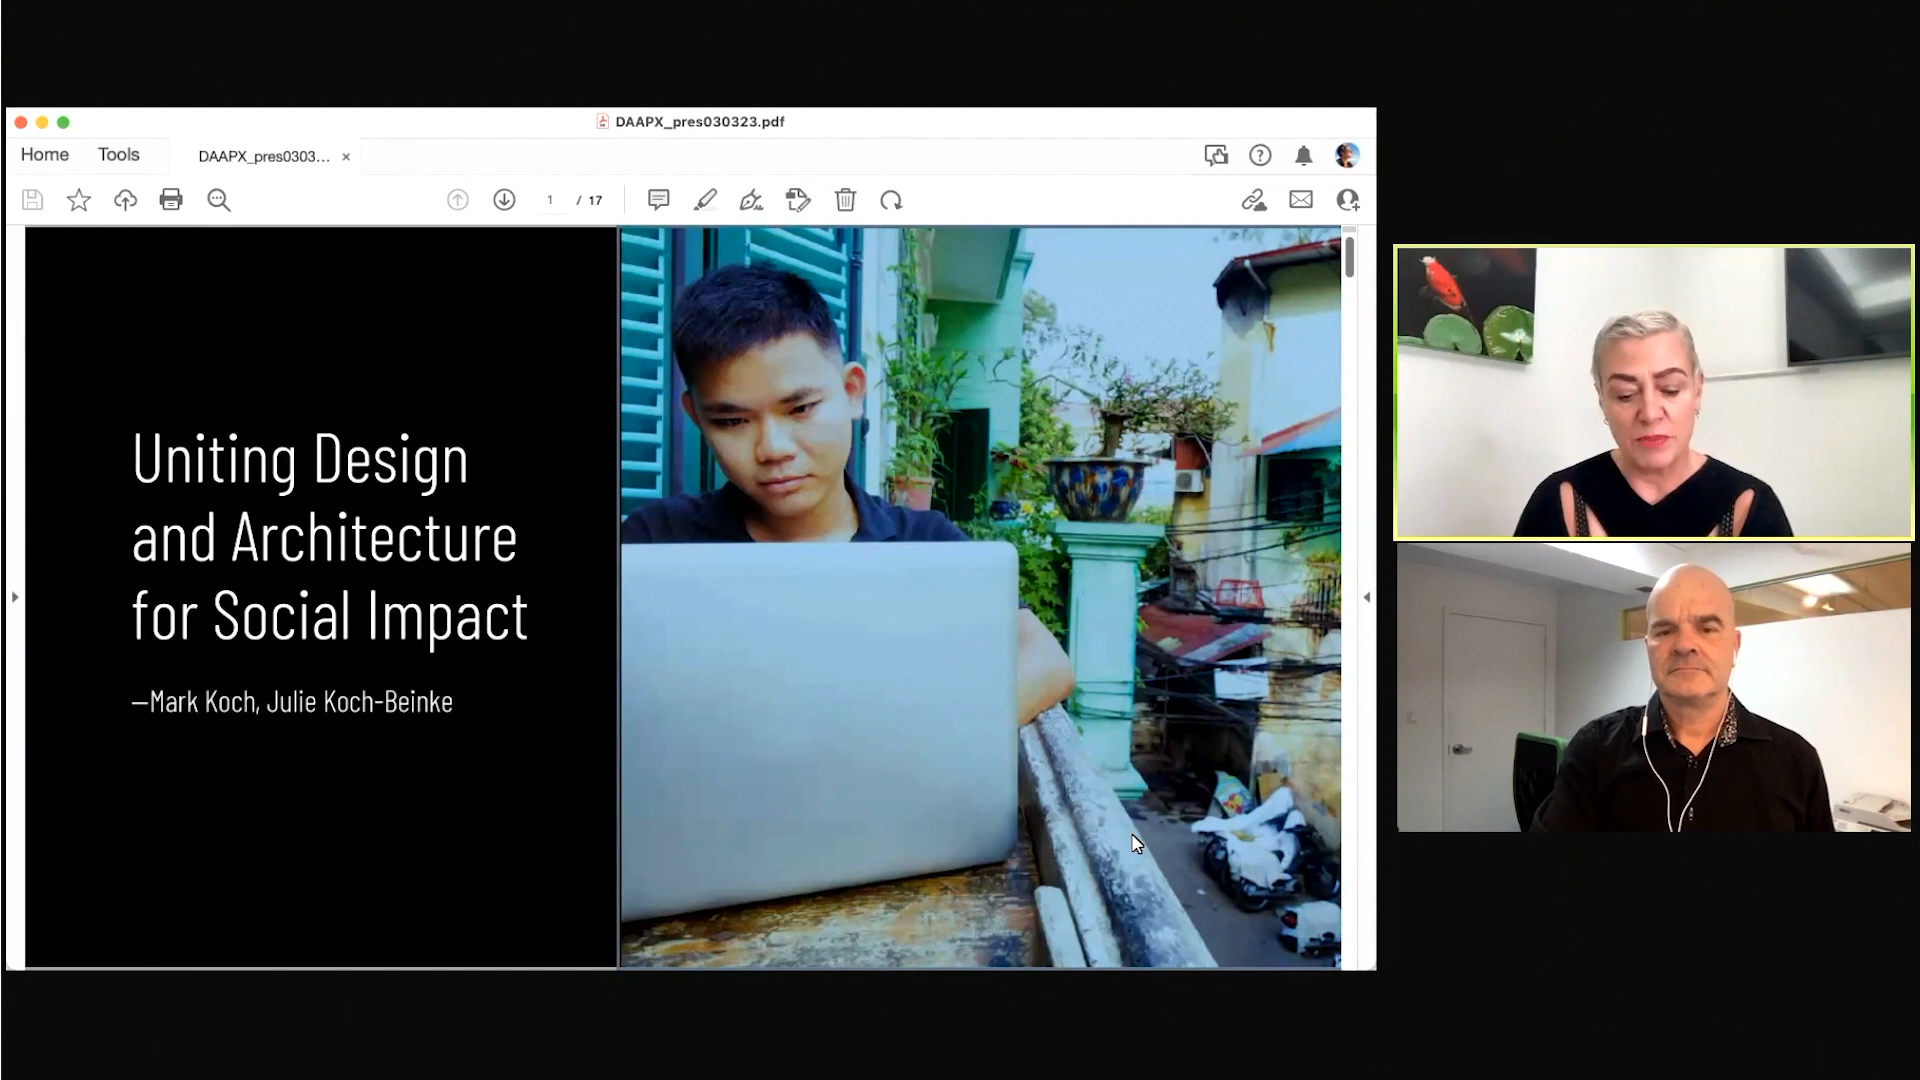 DAAPX_pres030323.pdf
Home Tools DAAPX_pres0303...
1 / 17
Uniting Design
and Architecture
for Social Impact
—Mark Koch, Julie Koch-Beinke